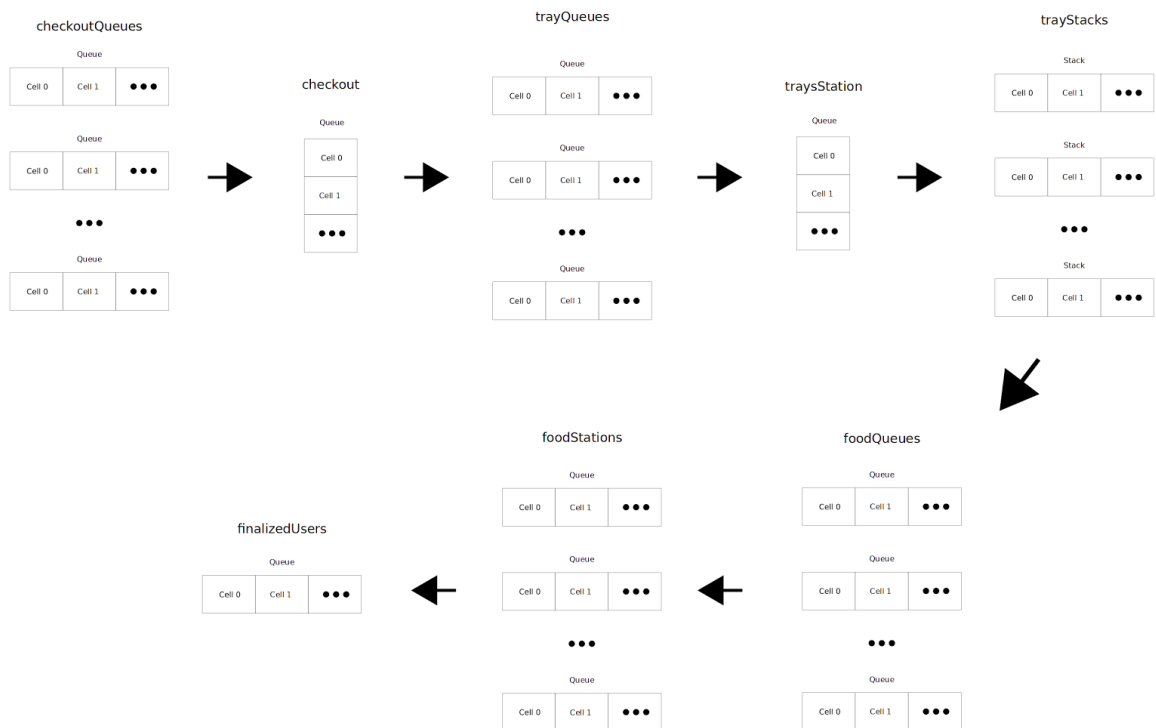 checkoutQueues
Queue
Cell 0 Cell 1
Queue
Cell 0 Cell 1
Queue
Cell 0 Cell 1
checkout
Queue
Cell 0
Cell 1
trayQueues
Queue
Cell 0 Cell 1
Queue
Cell 0 Cell 1
Queue
Cell 0 Cell 1
traysStation
Queue
Cell 0
Cell 1
trayStacks
Stack
Cell 0 Cell 1
Stack
Cell 0 Cell 1
Stack
Cell 0 Cell 1
foodQueues
Queue
Cell 0 Cell 1
Queue
Cell 0 Cell 1
Queue
Cell 0 Cell 1
foodStations
Queue
Cell 0 Cell 1
Queue
Cell 0 Cell 1
Queue
Cell 0 Cell 1
finalizedUsers
Queue
Cell 0 Cell 1